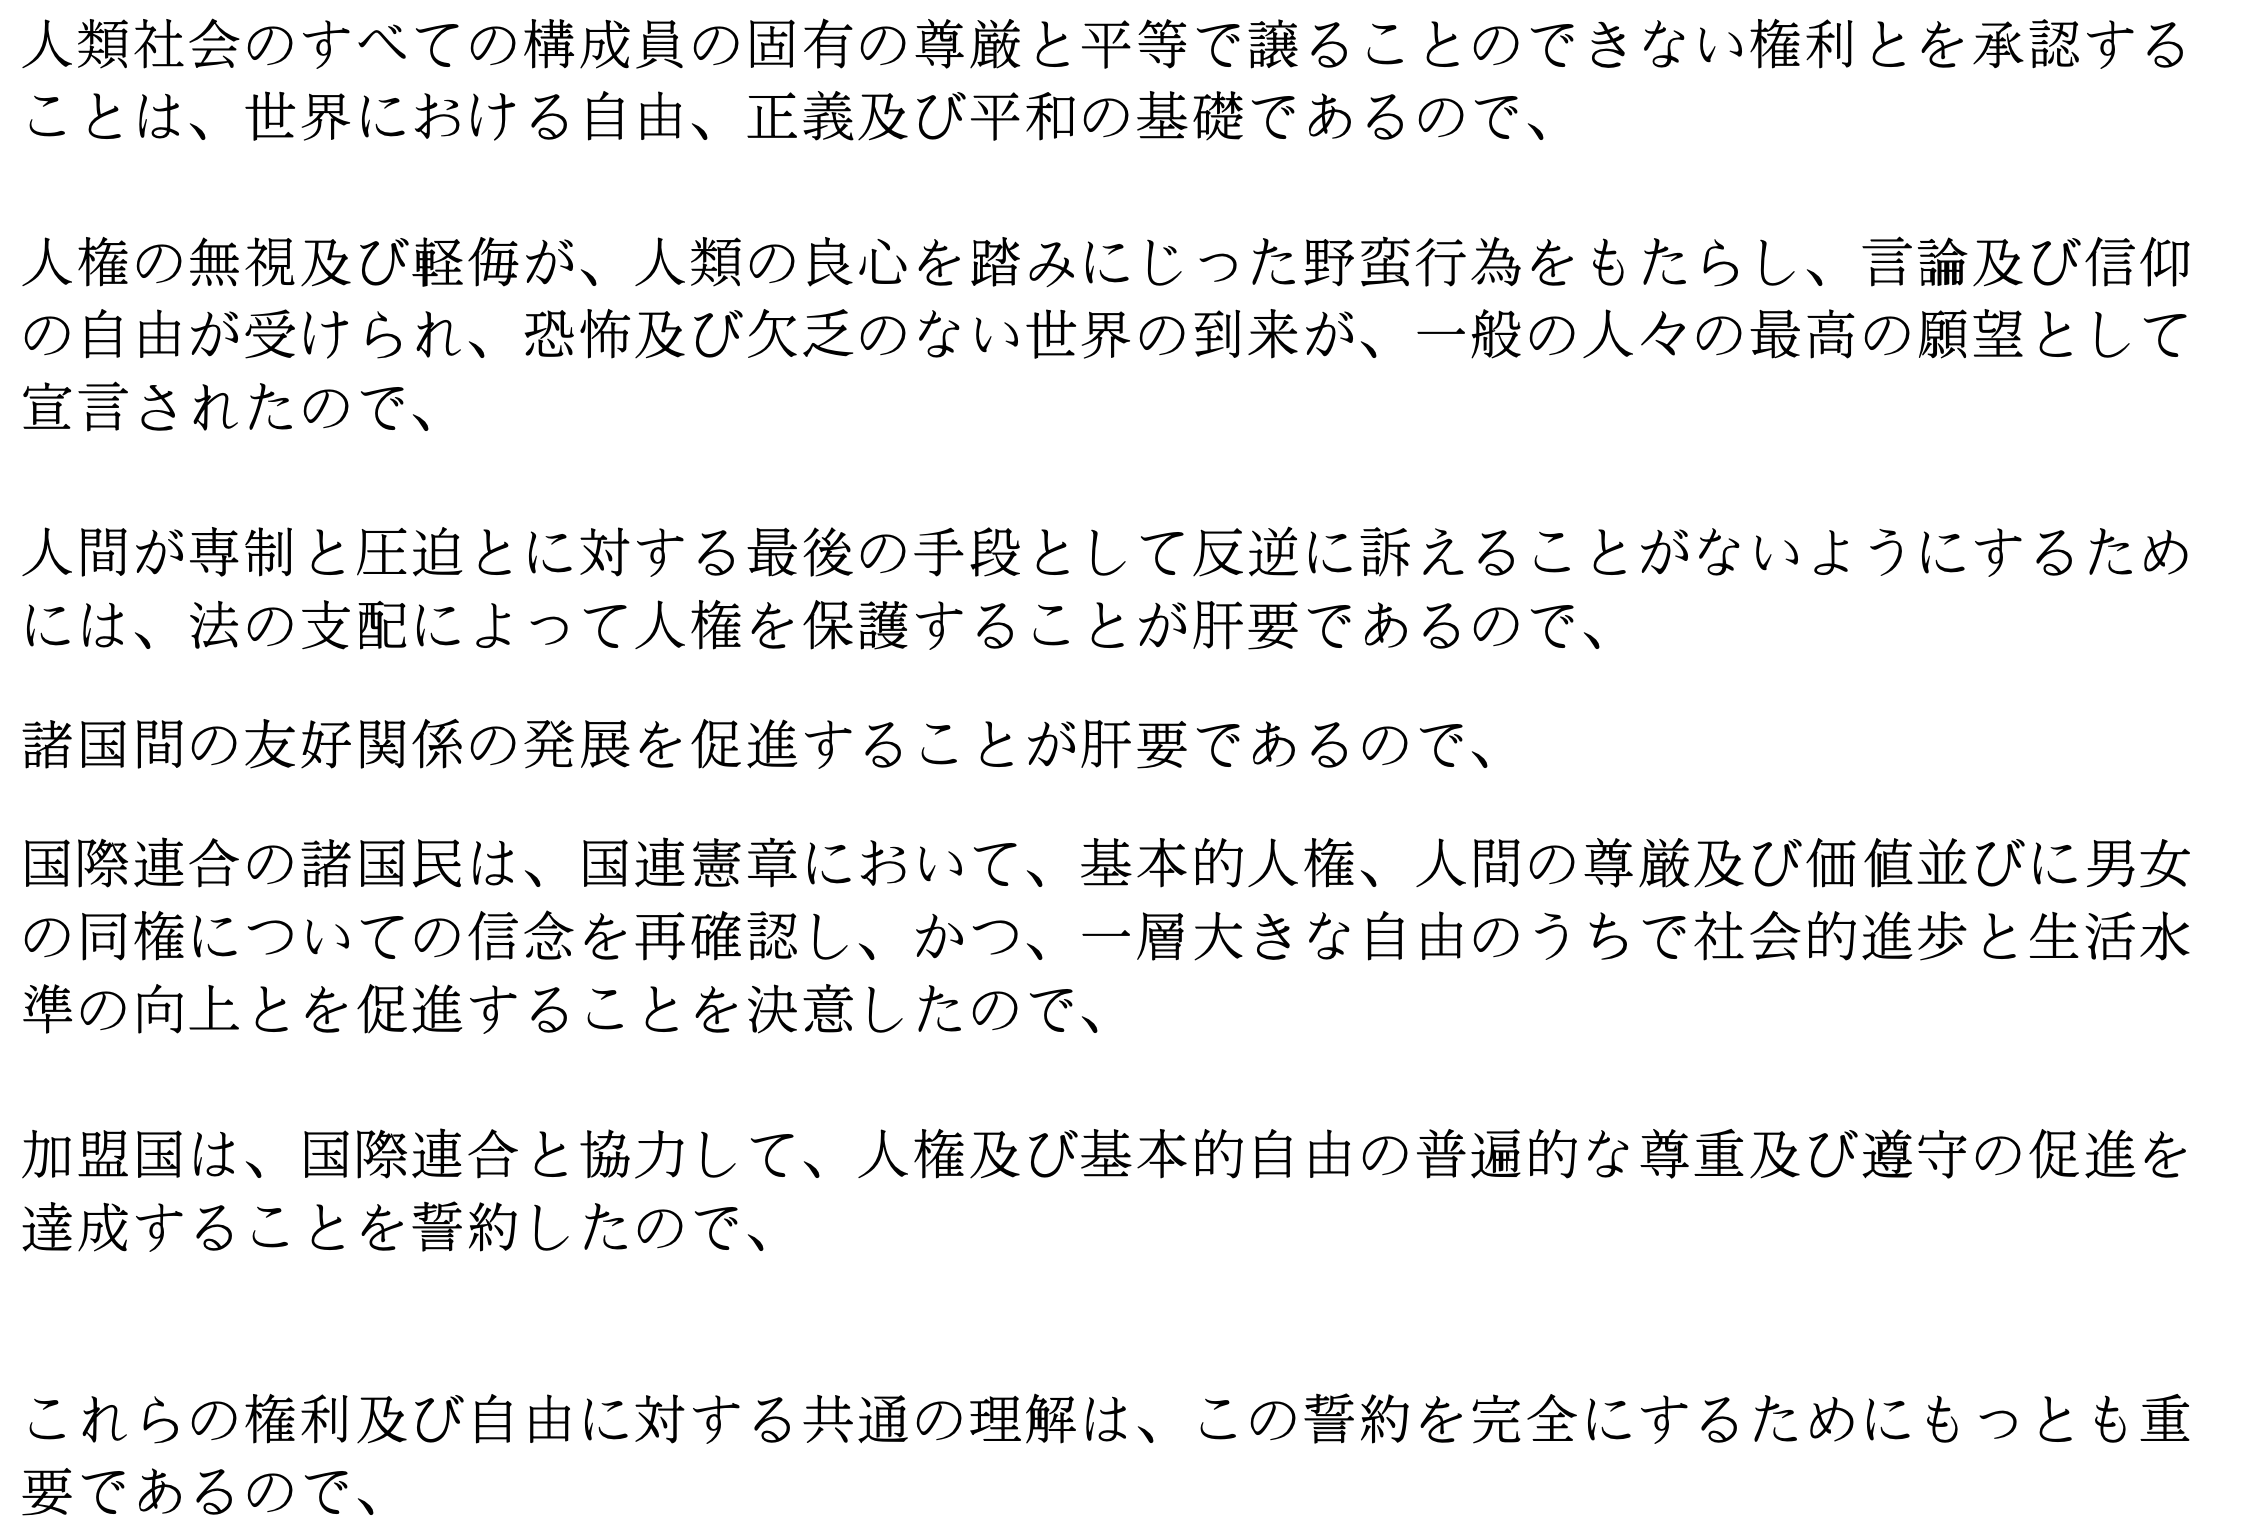 人類社会のすべての構成員の固有の尊厳と平等で譲ることのできない権利とを承認する
ことは、世界における自由、正義及び平和の基礎であるので、
人権の無視及び軽侮が、人類の良心を踏みにじった野蛮行為をもたらし、言論及び信仰
の自由が受けられ、恐怖及び欠乏のない世界の到来が、一般の人々の最高の願望として
宣言されたので、
人間が専制と圧迫とに対する最後の手段として反逆に訴えることがないようにするため
には、法の支配によって人権を保護することが肝要であるので、
諸国間の友好関係の発展を促進することが肝要であるので、
国際連合の諸国民は、国連憲章において、基本的人権、人間の尊厳及び価値並びに男女
の同権についての信念を再確認し、かつ、一層大きな自由のうちで社会的進歩と生活水
準の向上とを促進することを決意したので、
加盟国は、国際連合と協力して、人権及び基本的自由の普遍的な尊重及び遵守の促進を
達成することを誓約したので、
これらの権利及び自由に対する共通の理解は、この誓約を完全にするためにもっとも重
要であるので、